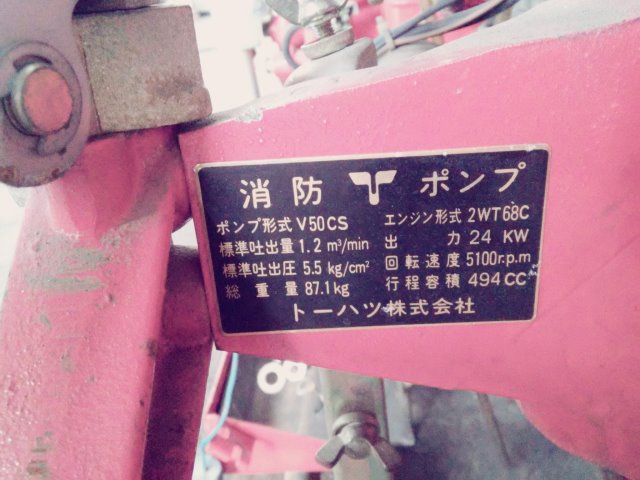 消防 ポンプ
ポンプ形式 V50CS エンジン形式 2WT68C
標準吐出量 1.2 m³/min 出力 24 KW
標準吐出圧 5.5 kg/cm² 回転速度 5100r.p.m
総重量 87.1kg 行程容積 494CC
トーハツ株式会社